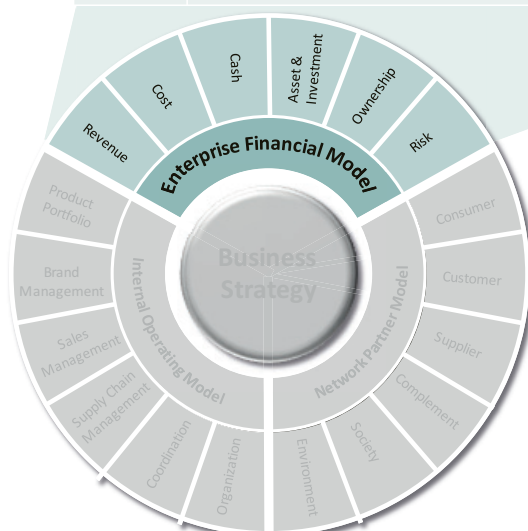 Revenue
Cost
Cash
Asset &
Investment
Ownership
Risk
Enterprise Financial Model
Product
Portfolio
Brand
Management
Sales
Management
Supply Chain
Management
Coordination
Organization
Internal Operating Model
Business
Strategy
Network Partner Model
Consumer
Customer
Supplier
Complement
Society
Environment